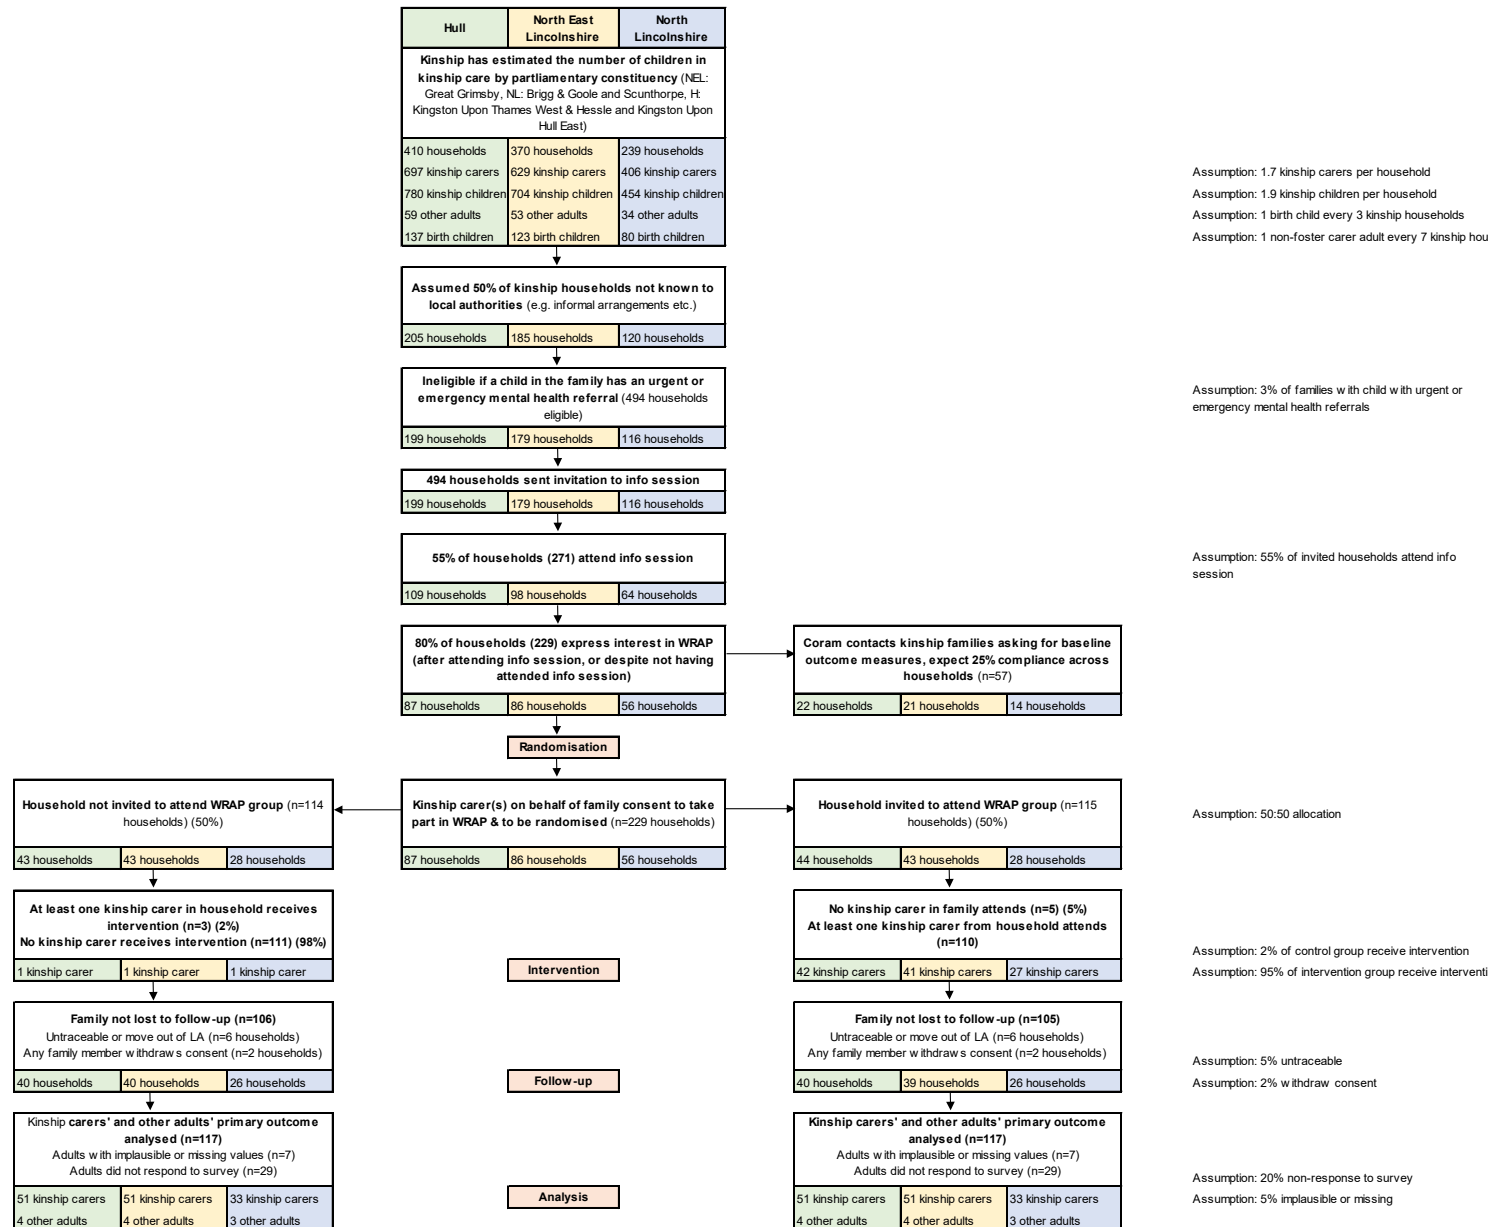 Hull
North East
Lincolnshire
North
Lincolnshire
Kinship has estimated the number of children in
kinship care by partliamentary constituency (NEL:
Great Grimsby, NL: Brigg & Goole and Scunthorpe, H:
Kingston Upon Thames West & Hessle and Kingston Upon
Hull East)
410 households 370 households 239 households
697 kinship carers 629 kinship carers 406 kinship carers
780 kinship children 704 kinship children 454 kinship children
59 other adults 53 other adults 34 other adults
137 birth children 123 birth children 80 birth children
Assumption: 1.7 kinship carers per household
Assumption: 1.9 kinship children per household
Assumption: 1 birth child every 3 kinship households
Assumption: 1 non-foster carer adult every 7 kinship hou
Assumed 50% of kinship households not known to
local authorities (e.g. informal arrangements etc.)
205 households 185 households 120 households
Ineligible if a child in the family has an urgent or
emergency mental health referral (494 households
eligible)
199 households 179 households 116 households
Assumption: 3% of families with child with urgent or
emergency mental health referrals
494 households sent invitation to info session
199 households 179 households 116 households
55% of households (271) attend info session
109 households 98 households 64 households
Assumption: 55% of invited households attend info
session
80% of households (229) express interest in WRAP
(after attending info session, or despite not having
attended info session)
87 households 86 households 56 households
Coram contacts kinship families asking for baseline
outcome measures, expect 25% compliance across
households (n=57)
22 households 21 households 14 households
Randomisation
Household not invited to attend WRAP group (n=114
households) (50%)
43 households 43 households 28 households
Kinship carer(s) on behalf of family consent to take
part in WRAP & to be randomised (n=229 households)
87 households 86 households 56 households
Household invited to attend WRAP group (n=115
households) (50%)
44 households 43 households 28 households
Assumption: 50:50 allocation
At least one kinship carer in household receives
intervention (n=3) (2%)
No kinship carer receives intervention (n=111) (98%)
1 kinship carer 1 kinship carer 1 kinship carer
Intervention
No kinship carer in family attends (n=5) (5%)
At least one kinship carer from household attends
(n=110)
42 kinship carers 41 kinship carers 27 kinship carers
Assumption: 2% of control group receive intervention
Assumption: 95% of intervention group receive interventi
Family not lost to follow-up (n=106)
Untraceable or move out of LA (n=6 households)
Any family member withdraws consent (n=2 households)
40 households 40 households 26 households
Follow-up
Family not lost to follow-up (n=105)
Untraceable or move out of LA (n=6 households)
Any family member withdraws consent (n=2 households)
40 households 39 households 26 households
Assumption: 5% untraceable
Assumption: 2% withdraw consent
Kinship carers' and other adults' primary outcome
analysed (n=117)
Adults with implausible or missing values (n=7)
Adults did not respond to survey (n=29)
51 kinship carers 51 kinship carers 33 kinship carers
4 other adults 4 other adults 3 other adults
Analysis
Kinship carers' and other adults' primary outcome
analysed (n=117)
Adults with implausible or missing values (n=7)
Adults did not respond to survey (n=29)
51 kinship carers 51 kinship carers 33 kinship carers
4 other adults 4 other adults 3 other adults
Assumption: 20% non-response to survey
Assumption: 5% implausible or missing